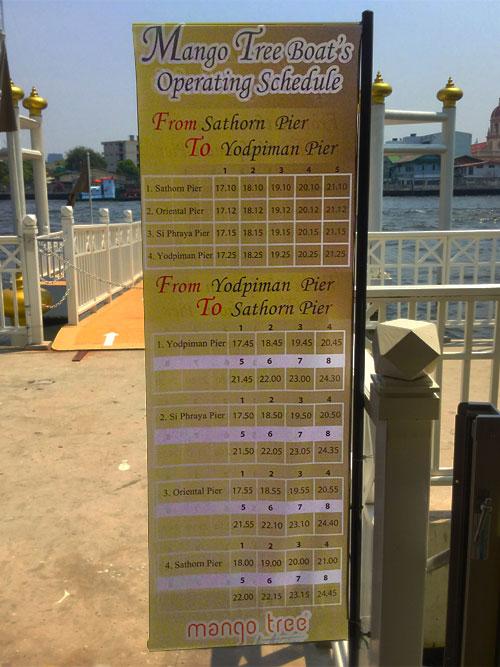 Mango Tree Boat's
Operating Schedule
From Sathorn Pier
To Yodpiman Pier
1 2 3 4 5
1. Sathorn Pier 17.10 18.10 19.10 20.10 21.10
2. Oriental Pier 17.12 18.12 19.12 20.12 21.12
3. Si Phraya Pier 17.15 18.15 19.15 20.15 21.15
4. Yodpiman Pier 17.25 18.25 19.25 20.25 21.25
From Yodpiman Pier
To Sathorn Pier
1 2 3 4
1. Yodpiman Pier 17.45 18.45 19.45 20.45
5 6 7 8
21.45 22.00 23.00 24.30
1 2 3 4
2. Si Phraya Pier 17.50 18.50 19.50 20.50
5 6 7 8
21.50 22.05 23.05 24.35
1 2 3 4
3. Oriental Pier 17.55 18.55 19.55 20.55
5 6 7 8
21.55 22.10 23.10 24.40
1 2 3 4
4. Sathorn Pier 18.00 19.00 20.00 21.00
5 6 7 8
22.00 22.15 23.15 24.45
mango tree